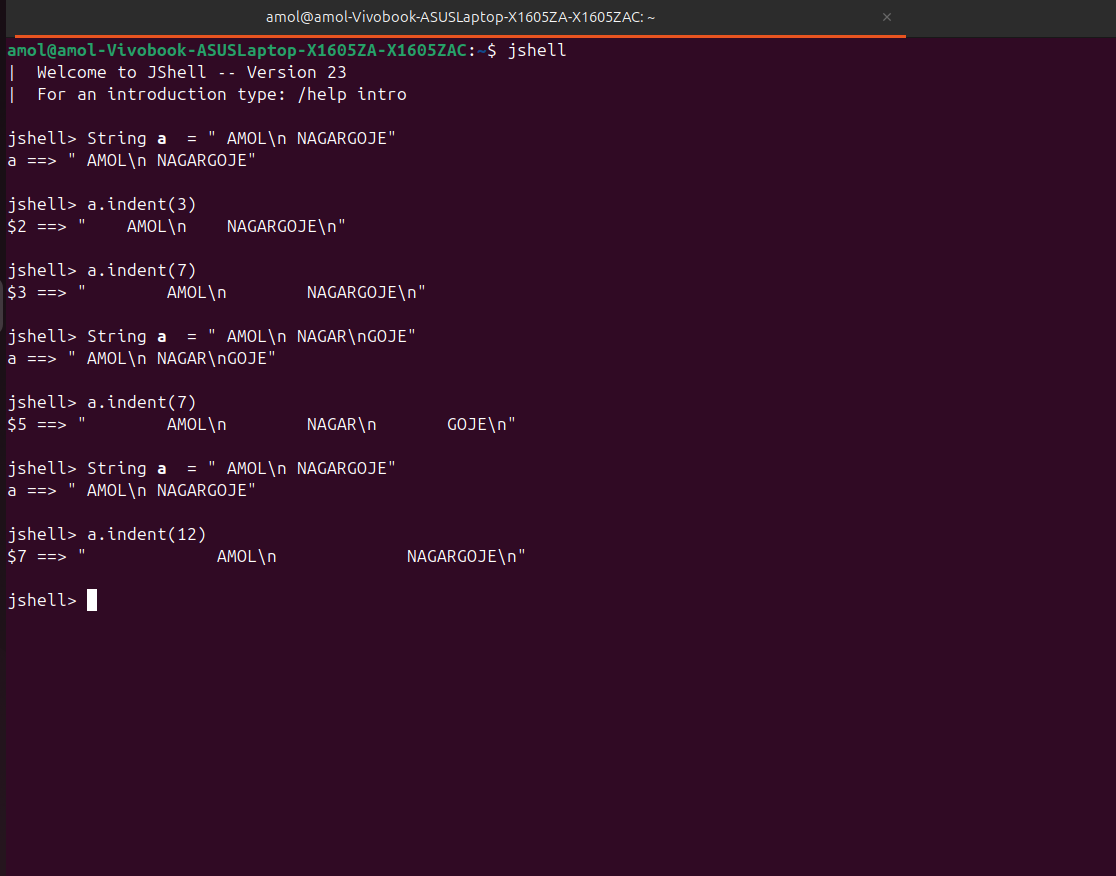 amol@amol-Vivobook-ASUSLaptop-X1605ZA-X1605ZAC: ~ ×
amol@amol-Vivobook-ASUSLaptop-X1605ZA-X1605ZAC:~$ jshell
|  Welcome to JShell -- Version 23
|  For an introduction type: /help intro
jshell> String a  = " AMOL\n NAGARGOJE"
a ==> " AMOL\n NAGARGOJE"
jshell> a.indent(3)
$2 ==> "    AMOL\n    NAGARGOJE\n"
jshell> a.indent(7)
$3 ==> "        AMOL\n        NAGARGOJE\n"
jshell> String a  = " AMOL\n NAGAR\nGOJE"
a ==> " AMOL\n NAGAR\nGOJE"
jshell> a.indent(7)
$5 ==> "        AMOL\n        NAGAR\n       GOJE\n"
jshell> String a  = " AMOL\n NAGARGOJE"
a ==> " AMOL\n NAGARGOJE"
jshell> a.indent(12)
$7 ==> "             AMOL\n             NAGARGOJE\n"
jshell>